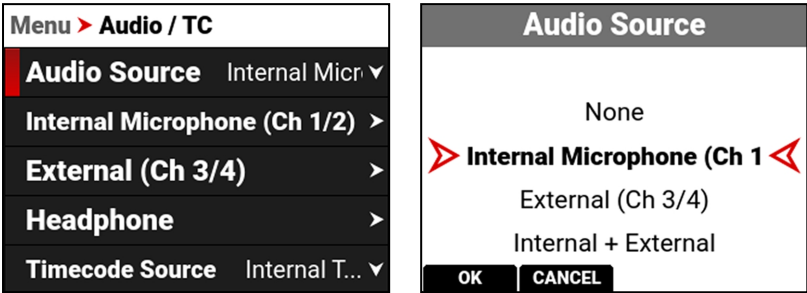 Menu > Audio / TC
Audio Source Internal Micr
Internal Microphone (Ch 1/2)
External (Ch 3/4)
Headphone
Timecode Source Internal T...
Audio Source
None
Internal Microphone (Ch 1
External (Ch 3/4)
Internal + External
OK CANCEL